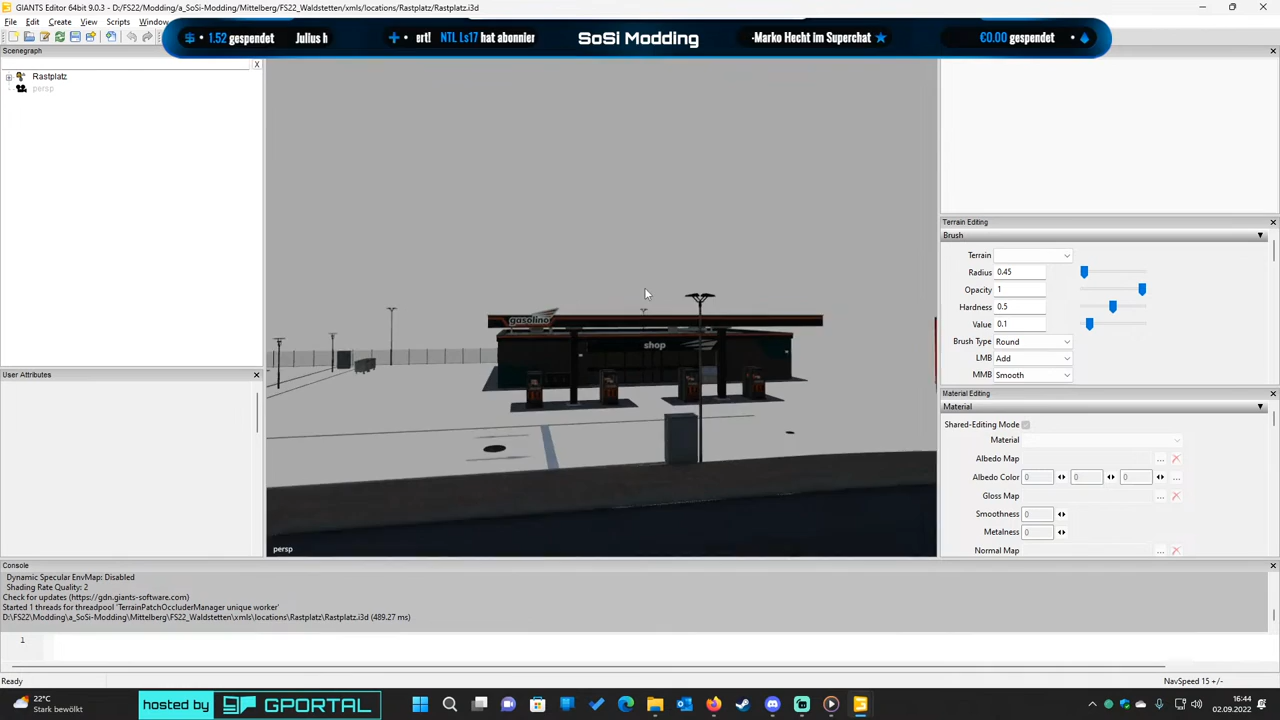 GIANTS Editor 64bit 9.0.3 - D:/FS22/Modding/a_SoSi-Modding/Mittelberg/FS22_Waldstetten/xmls/locations/Rastplatz/Rastplatz.i3d
File Edit Create View Scripts Window
1.52 gespendet Julius h ert! NTL Ls17 hat abonnier SoSi Modding -Marko Hecht im Superchat €0.00 gespendet
Scenegraph
X
Rastplatz
persp
User Attributes
gasolino
shop
persp
Terrain Editing
Brush
Terrain
Radius 0.45
Opacity 1
Hardness 0.5
Value 0.1
Brush Type Round
LMB Add
MMB Smooth
Material Editing
Material
Shared-Editing Mode
Material
Albedo Map ...
Albedo Color 0 0 0 ...
Gloss Map ...
Smoothness 0
Metalness 0
Normal Map ...
Console
Dynamic Specular EnvMap: Disabled
Shading Rate Quality: 2
Check for updates (https://gdn.giants-software.com)
Started 1 threads for threadpool 'TerrainPatchOccluderManager unique worker'
D:\FS22\Modding\a_SoSi-Modding\Mittelberg\FS22_Waldstetten\xmls\locations\Rastplatz\Rastplatz.i3d (489.27 ms)
1
Ready
NavSpeed 15 +/-
22°C
Stark bewölkt
hosted by GPORTAL
16:44
02.09.2022